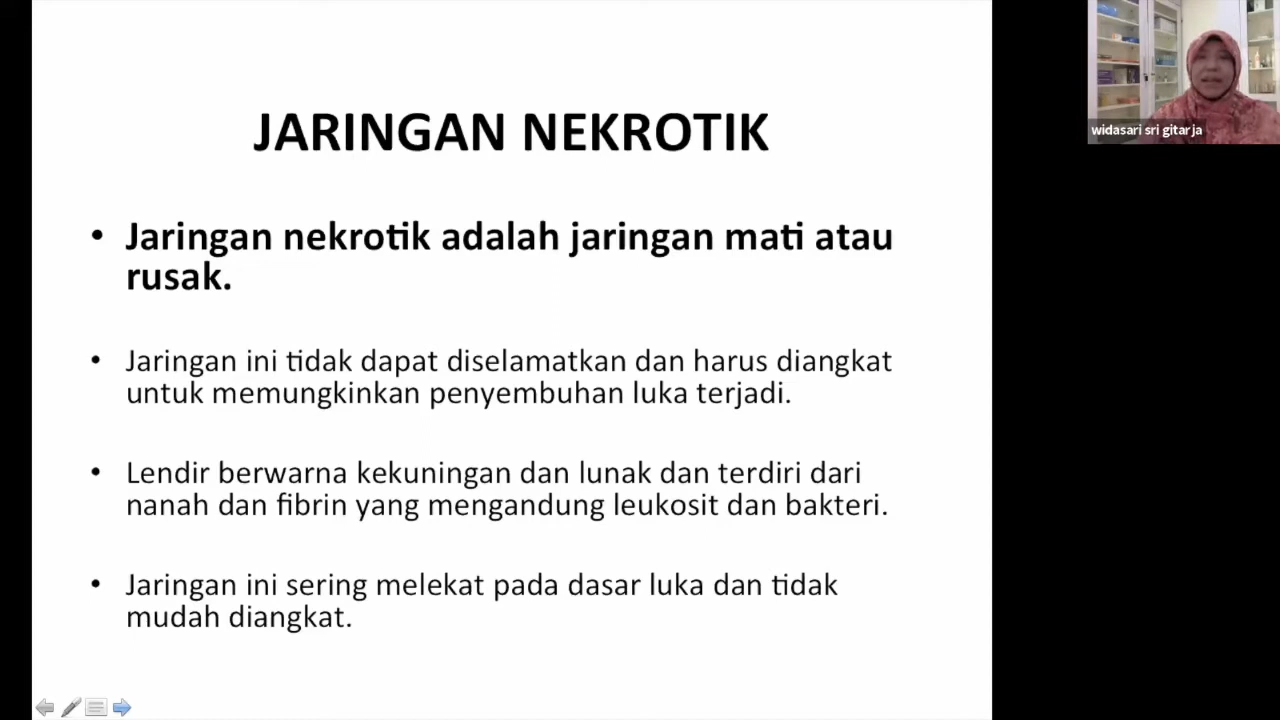 JARINGAN NEKROTIK
• Jaringan nekrotik adalah jaringan mati atau
rusak.
• Jaringan ini tidak dapat diselamatkan dan harus diangkat
untuk memungkinkan penyembuhan luka terjadi.
• Lendir berwarna kekuningan dan lunak dan terdiri dari
nanah dan fibrin yang mengandung leukosit dan bakteri.
• Jaringan ini sering melekat pada dasar luka dan tidak
mudah diangkat.
widasari sri gitarja